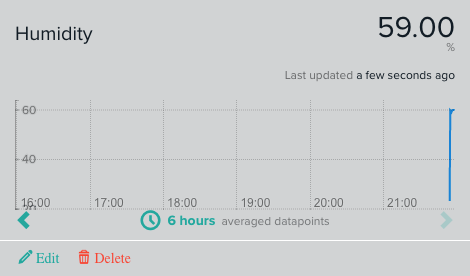 Humidity
59.00
%
Last updated a few seconds ago
60
40
20
16:00 17:00 18:00 19:00 20:00 21:00
6 hours averaged datapoints
Edit Delete